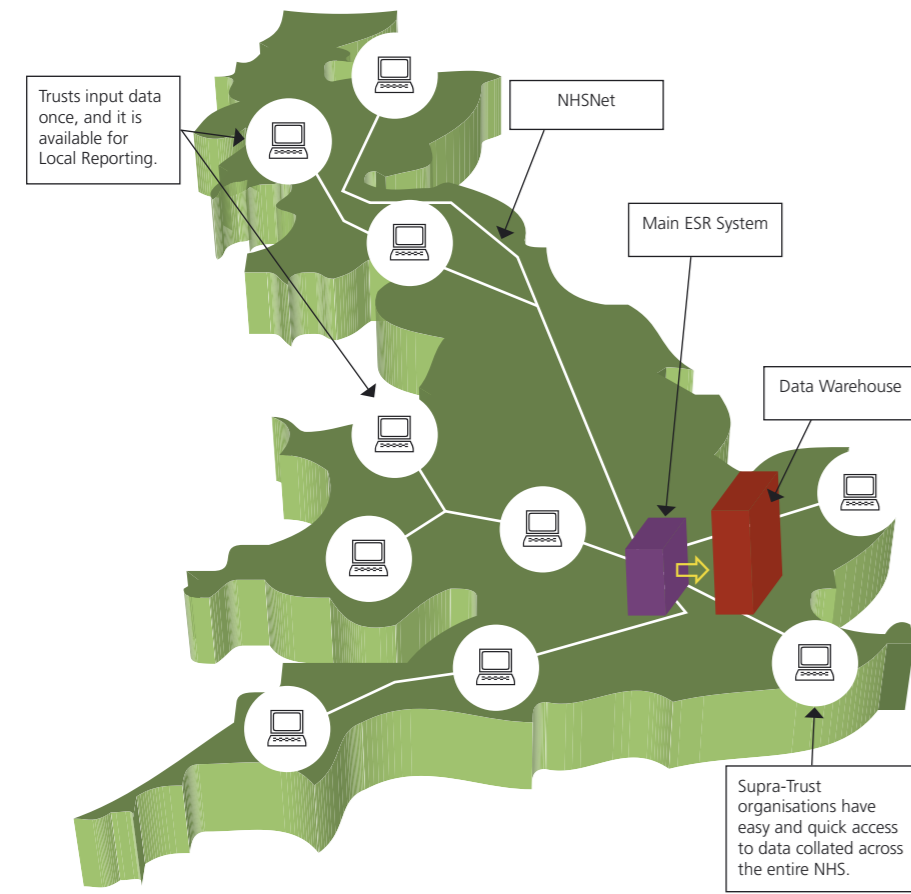 Trusts input data
once, and it is
available for
Local Reporting.
NHSNet
Main ESR System
Data Warehouse
Supra-Trust
organisations have
easy and quick access
to data collated across
the entire NHS.